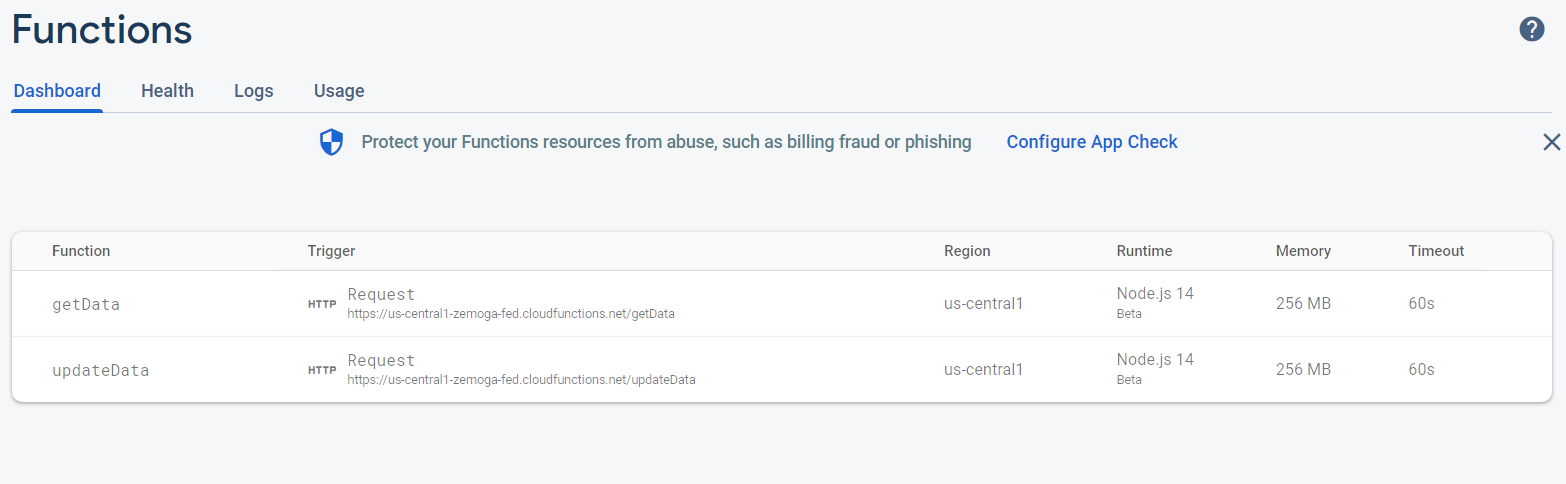 Functions
?
Dashboard Health Logs Usage
Protect your Functions resources from abuse, such as billing fraud or phishing Configure App Check
Function Trigger Region Runtime Memory Timeout
getData HTTP Request us-central1 Node.js 14 256 MB 60s
https://us-central1-zemoga-fed.cloudfunctions.net/getData Beta
updateData HTTP Request us-central1 Node.js 14 256 MB 60s
https://us-central1-zemoga-fed.cloudfunctions.net/updateData Beta